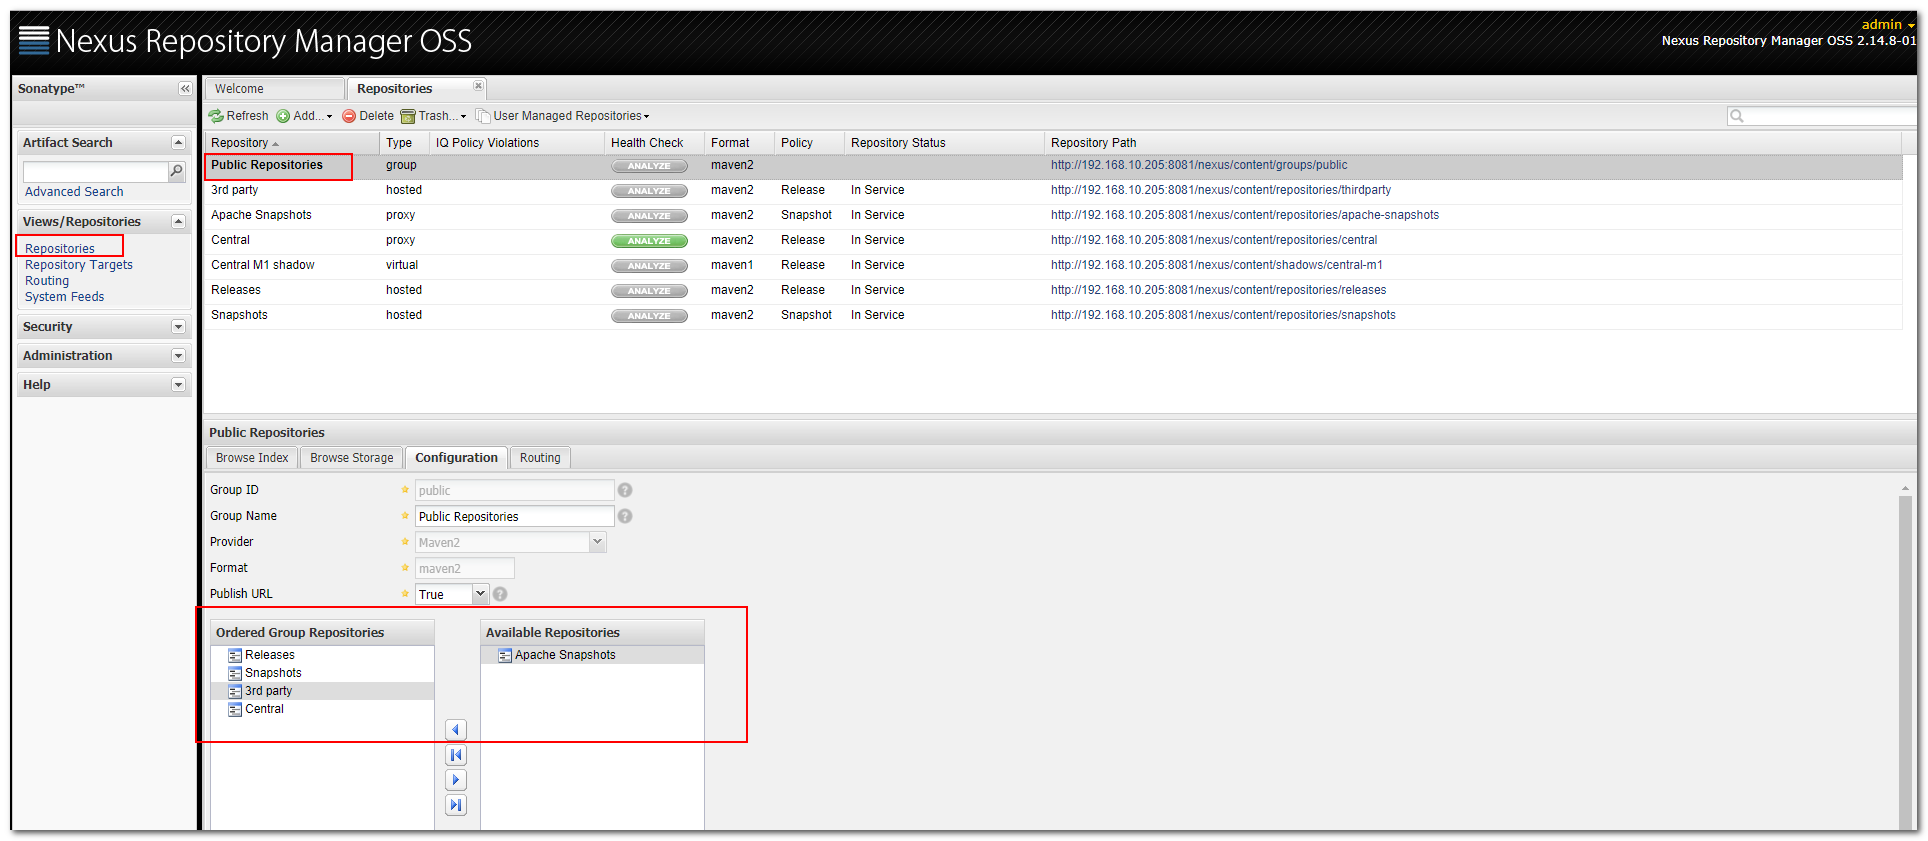 Nexus Repository Manager OSS
admin
Nexus Repository Manager OSS 2.14.8-01
Sonatype™
Welcome
Repositories
Refresh Add... Delete Trash... User Managed Repositories
Artifact Search
Advanced Search
Views/Repositories
Repositories
Repository Targets
Routing
System Feeds
Security
Administration
Help
Repository Type IQ Policy Violations Health Check Format Policy Repository Status Repository Path
Public Repositories group ANALYZE maven2 http://192.168.10.205:8081/nexus/content/groups/public
3rd party hosted ANALYZE maven2 Release In Service http://192.168.10.205:8081/nexus/content/repositories/thirdparty
Apache Snapshots proxy ANALYZE maven2 Snapshot In Service http://192.168.10.205:8081/nexus/content/repositories/apache-snapshots
Central proxy ANALYZE maven2 Release In Service http://192.168.10.205:8081/nexus/content/repositories/central
Central M1 shadow virtual ANALYZE maven1 Release In Service http://192.168.10.205:8081/nexus/content/shadows/central-m1
Releases hosted ANALYZE maven2 Release In Service http://192.168.10.205:8081/nexus/content/repositories/releases
Snapshots hosted ANALYZE maven2 Snapshot In Service http://192.168.10.205:8081/nexus/content/repositories/snapshots
Public Repositories
Browse Index Browse Storage Configuration Routing
Group ID public
Group Name Public Repositories
Provider Maven2
Format maven2
Publish URL True
Ordered Group Repositories
Releases
Snapshots
3rd party
Central
Available Repositories
Apache Snapshots